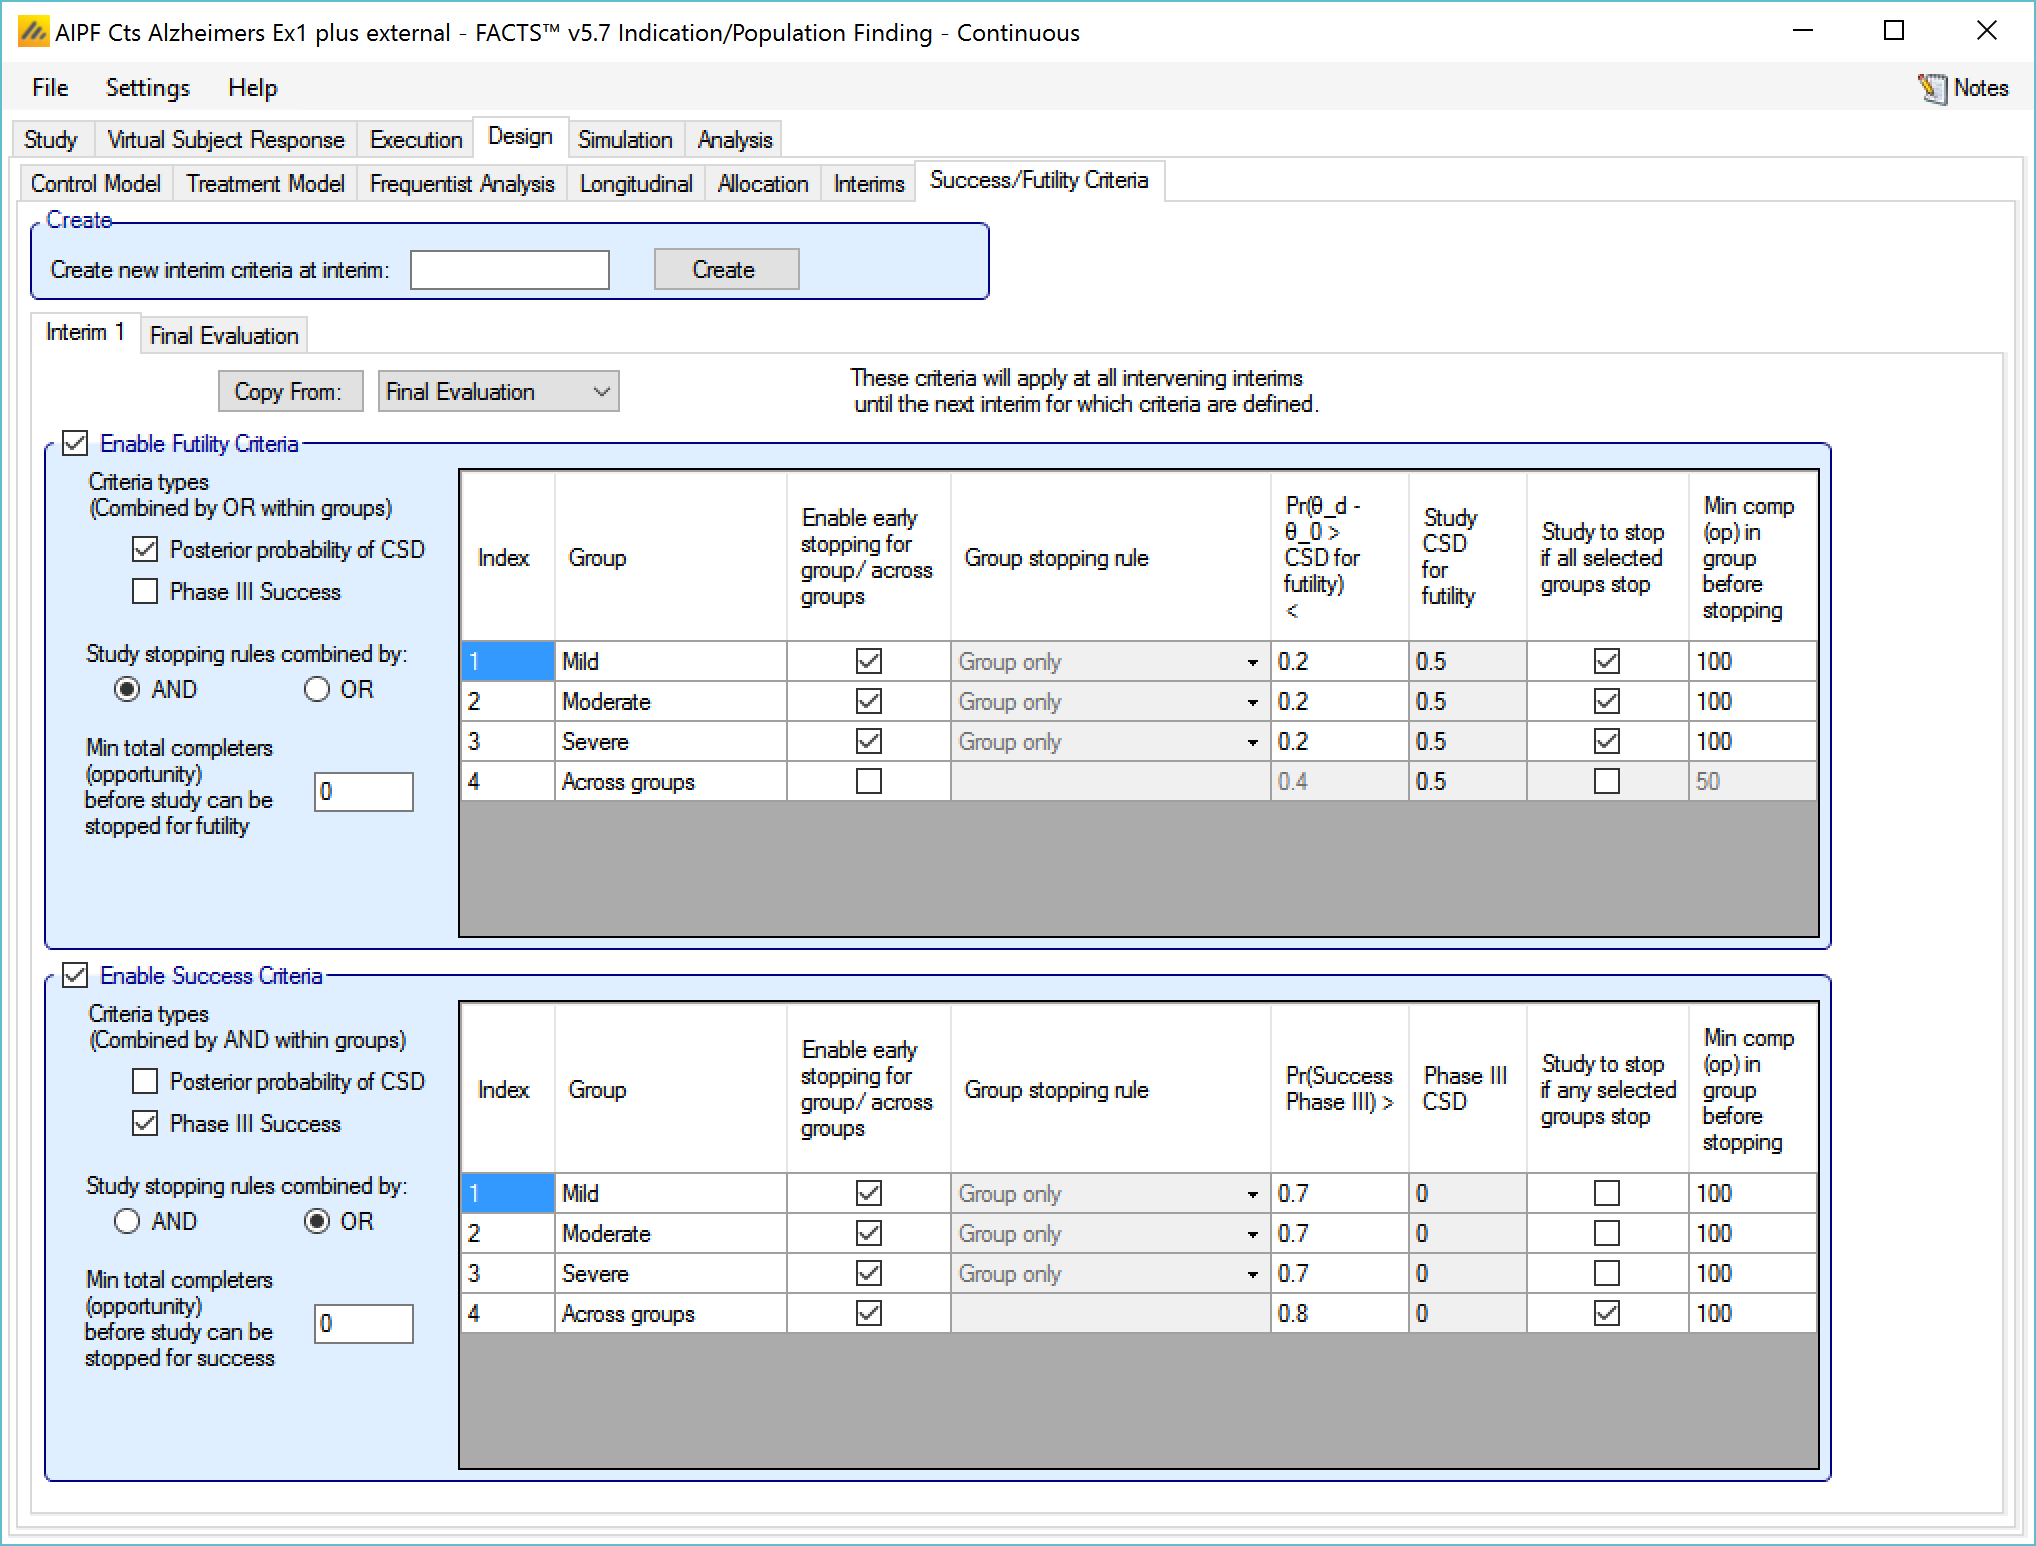 AIPF Cts Alzheimers Ex1 plus external - FACTS™ v5.7 Indication/Population Finding - Continuous
File Settings Help Notes
Study Virtual Subject Response Execution Design Simulation Analysis
Control Model Treatment Model Frequentist Analysis Longitudinal Allocation Interims Success/Futility Criteria
Create
Create new interim criteria at interim: Create
Interim 1 Final Evaluation
Copy From: Final Evaluation
These criteria will apply at all intervening interims
until the next interim for which criteria are defined.
Enable Futility Criteria
Criteria types
(Combined by OR within groups)
Posterior probability of CSD
Phase III Success
Study stopping rules combined by:
AND OR
Min total completers
(opportunity)
before study can be
stopped for futility
0
Index
Group
Enable early
stopping for
group/ across
groups
Group stopping rule
Pr(θ_d -
θ_0 >
CSD for
futility)
<
Study
CSD
for
futility
Study to stop
if all selected
groups stop
Min comp
(op) in
group
before
stopping
1 Mild Group only 0.2 0.5 100
2 Moderate Group only 0.2 0.5 100
3 Severe Group only 0.2 0.5 100
4 Across groups 0.4 0.5 50
Enable Success Criteria
Criteria types
(Combined by AND within groups)
Posterior probability of CSD
Phase III Success
Study stopping rules combined by:
AND OR
Min total completers
(opportunity)
before study can be
stopped for success
0
Index
Group
Enable early
stopping for
group/ across
groups
Group stopping rule
Pr(Success
Phase III) >
Phase III
CSD
Study to stop
if any selected
groups stop
Min comp
(op) in
group
before
stopping
1 Mild Group only 0.7 0 100
2 Moderate Group only 0.7 0 100
3 Severe Group only 0.7 0 100
4 Across groups 0.8 0 100